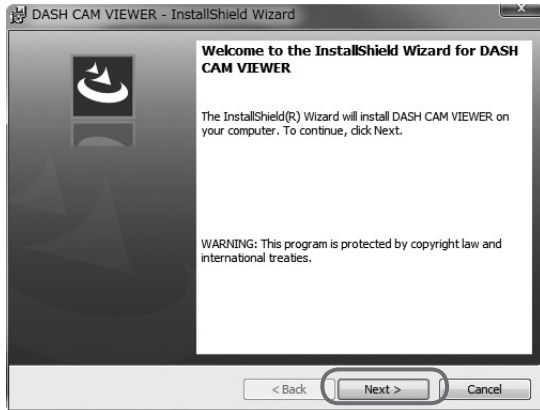 DASH CAM VIEWER - InstallShield Wizard
Welcome to the InstallShield Wizard for DASH
CAM VIEWER
The InstallShield(R) Wizard will install DASH CAM VIEWER on
your computer. To continue, click Next.
WARNING: This program is protected by copyright law and
international treaties.
< Back
Next >
Cancel